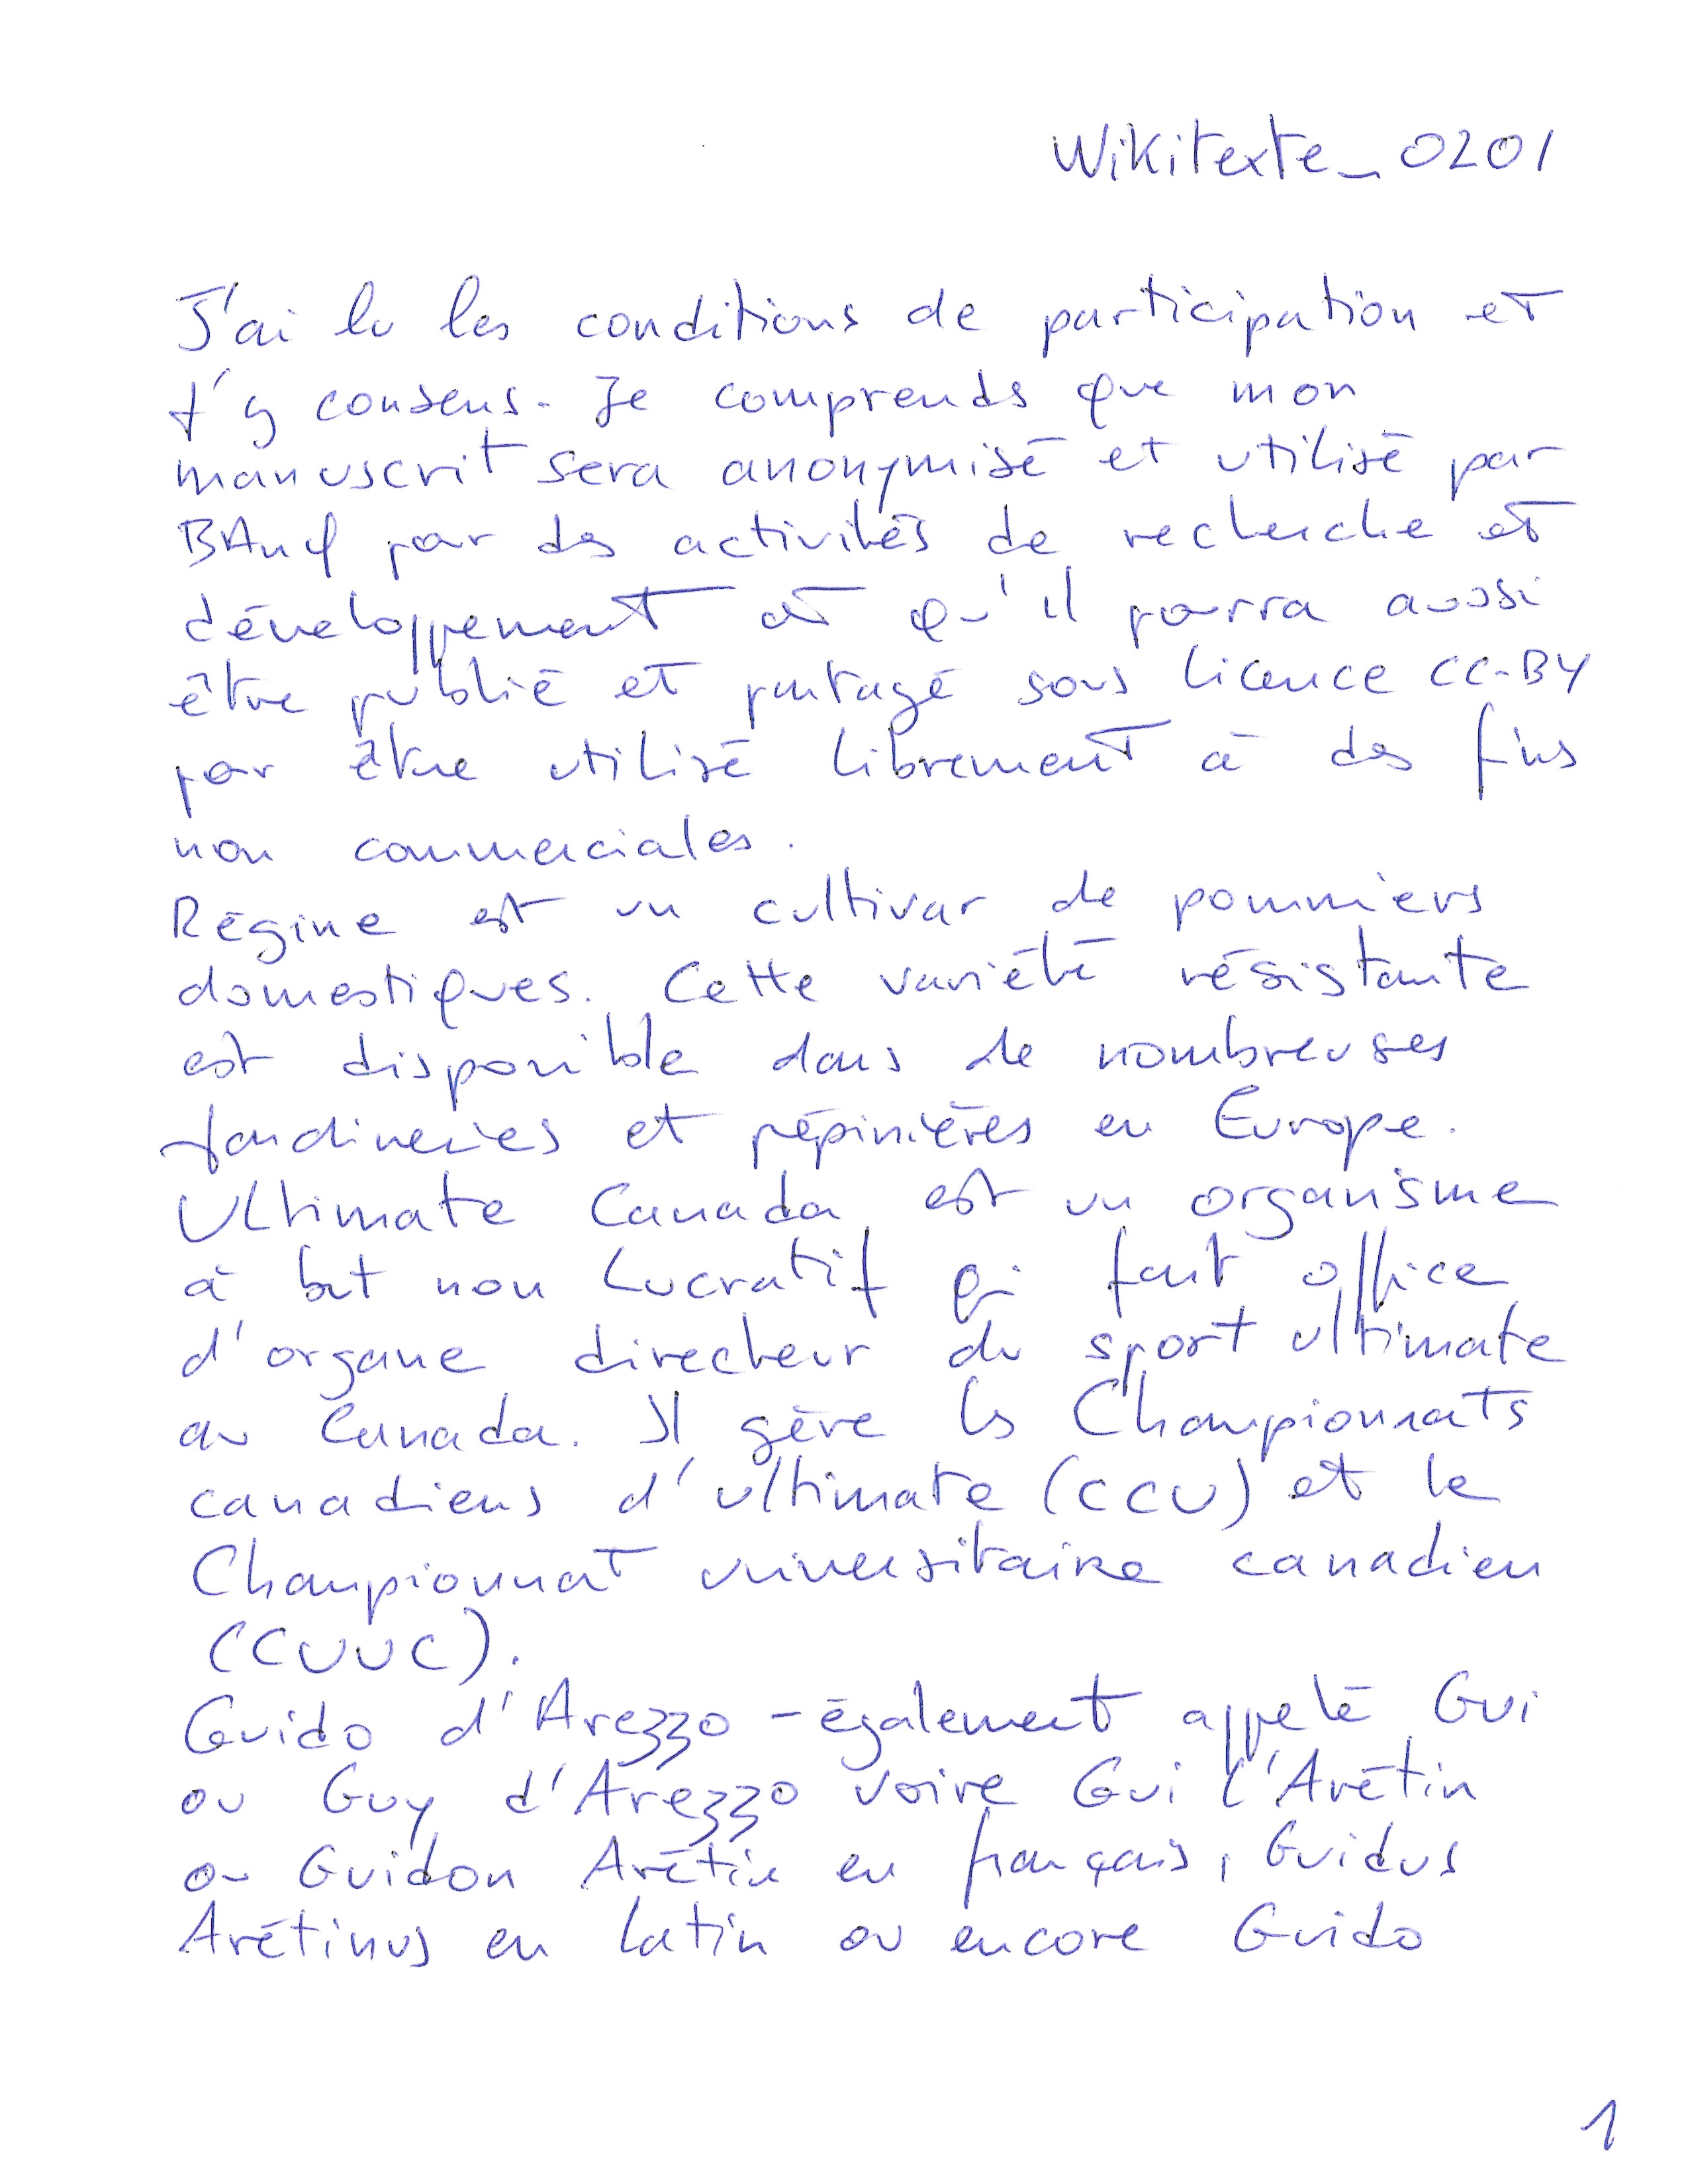 Wikitexte_0201
J'ai lu les conditions de participation et
j'y consens. Je comprends que mon
manuscrit sera anonymisé et utilisé par
BAnQ pour des activités de recherche et
développement et qu'il pourra aussi
être publié et partagé sous licence CC-BY
pour être utilisé librement à des fins
non commerciales.
Régine est un cultivar de pommiers
domestiques. Cette variété résistante
est disponible dans de nombreuses
jardineries et pépinières en Europe.
Ultimate Canada est un organisme
à but non lucratif qui fait office
d'organe directeur du sport ultimate
au Canada. Il gère les Championnats
canadiens d'ultimate (CCU) et le
Championnat universitaire canadien
(CCUUC).
Guido d'Arezzo - également appelé Gui
ou Guy d'Arezzo voire Gui l'Arétin
ou Guidon Arétin en français, Guidus
Arétinus en latin ou encore Guido
1